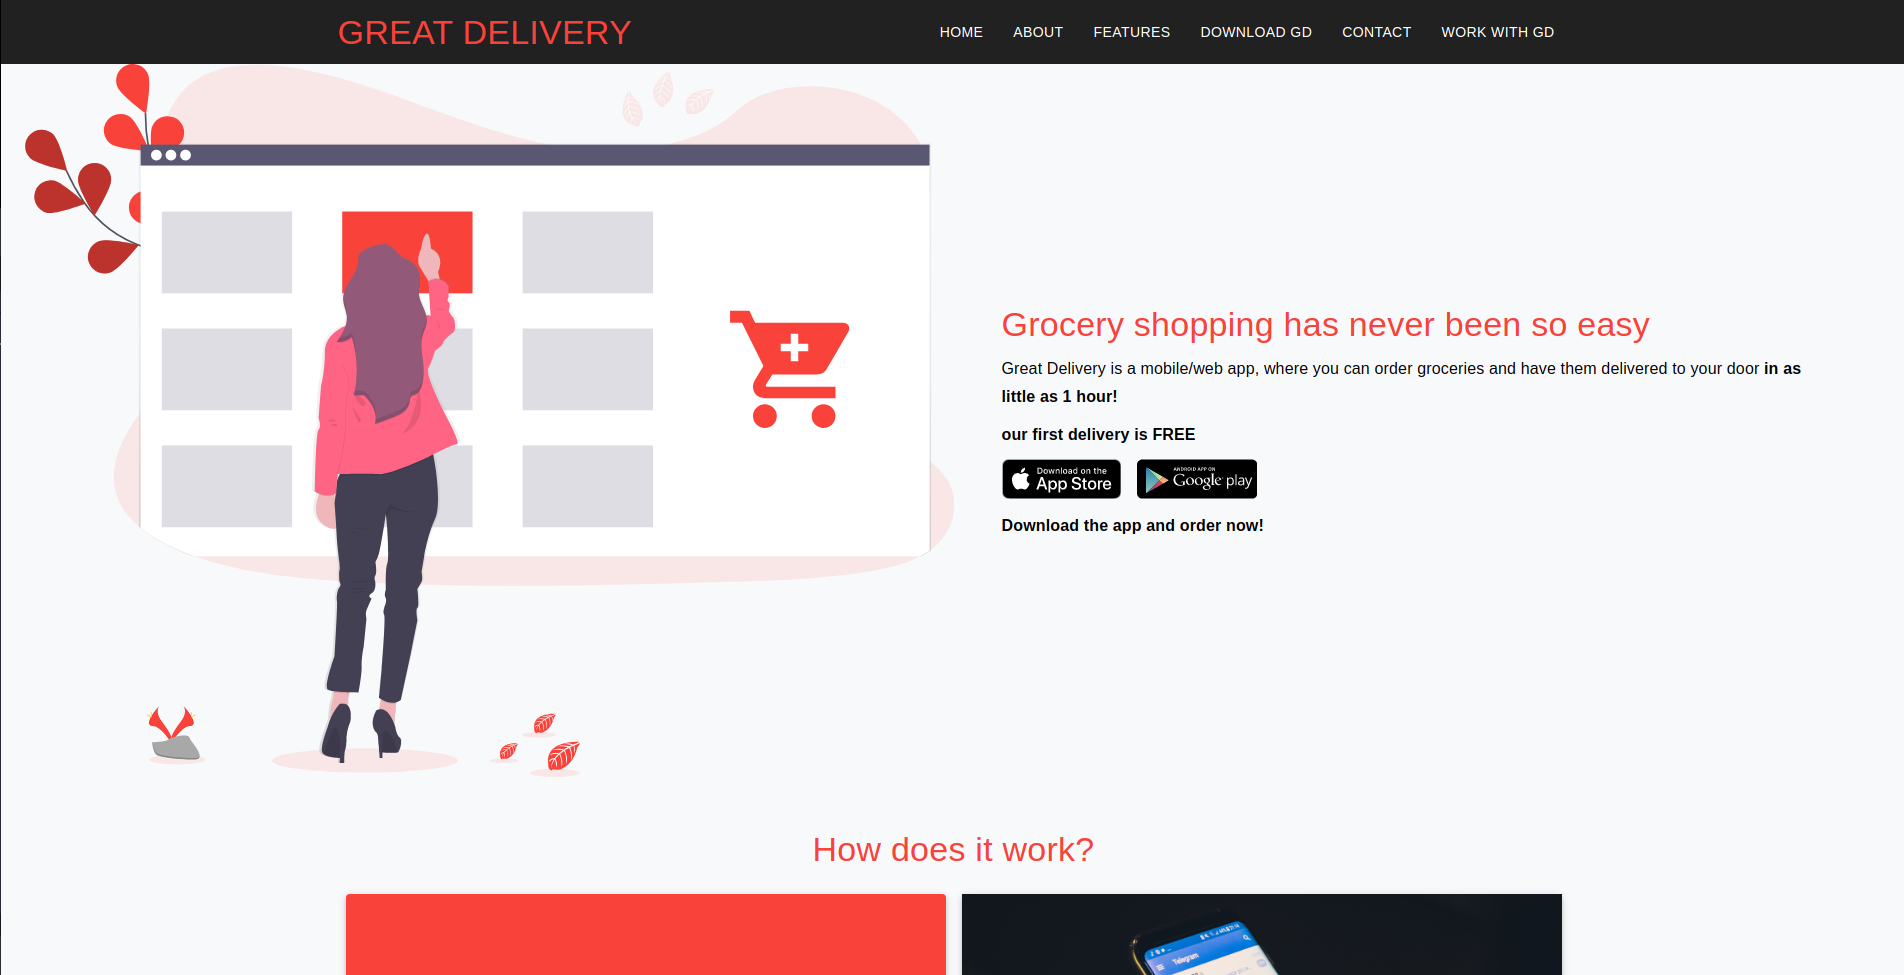 GREAT DELIVERY
HOME ABOUT FEATURES DOWNLOAD GD CONTACT WORK WITH GD
Grocery shopping has never been so easy
Great Delivery is a mobile/web app, where you can order groceries and have them delivered to your door in as
little as 1 hour!
our first delivery is FREE
Download on the
App Store
ANDROID APP ON
Google play
Download the app and order now!
How does it work?
Telegram